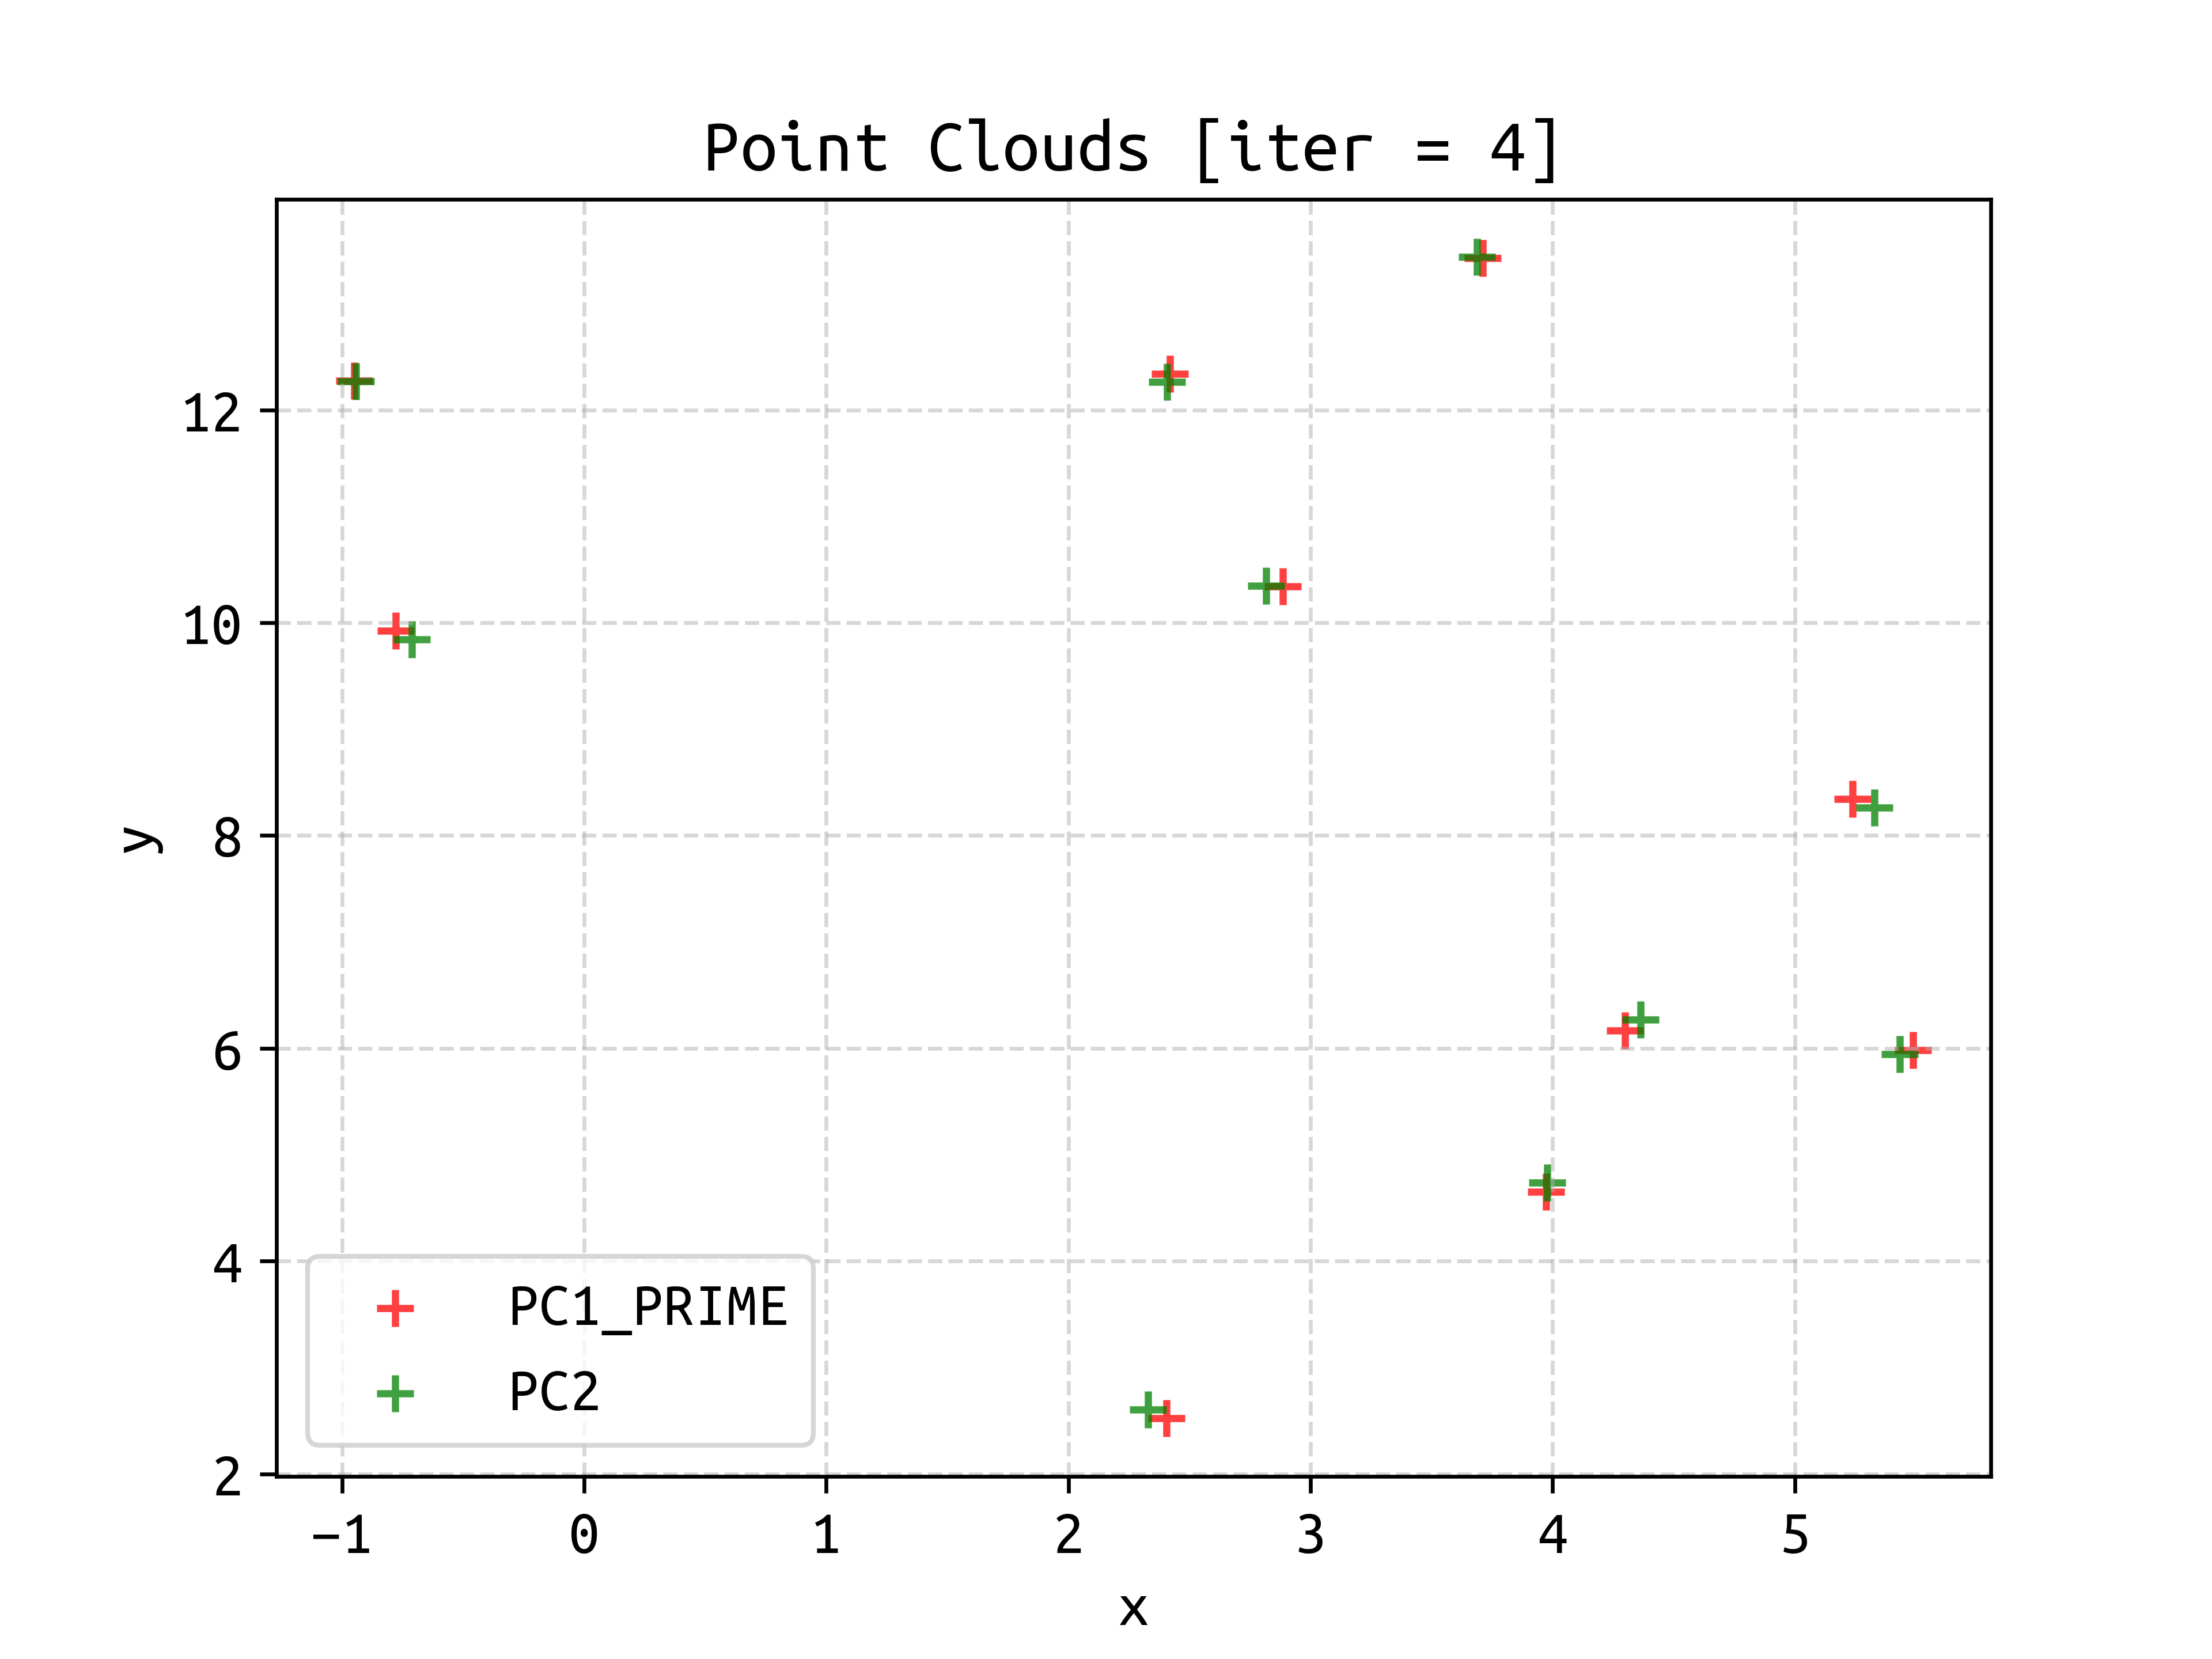 Point Clouds [iter = 4]
12
10
8
6
4
2
y
PC1_PRIME
PC2
−1 0 1 2 3 4 5
x